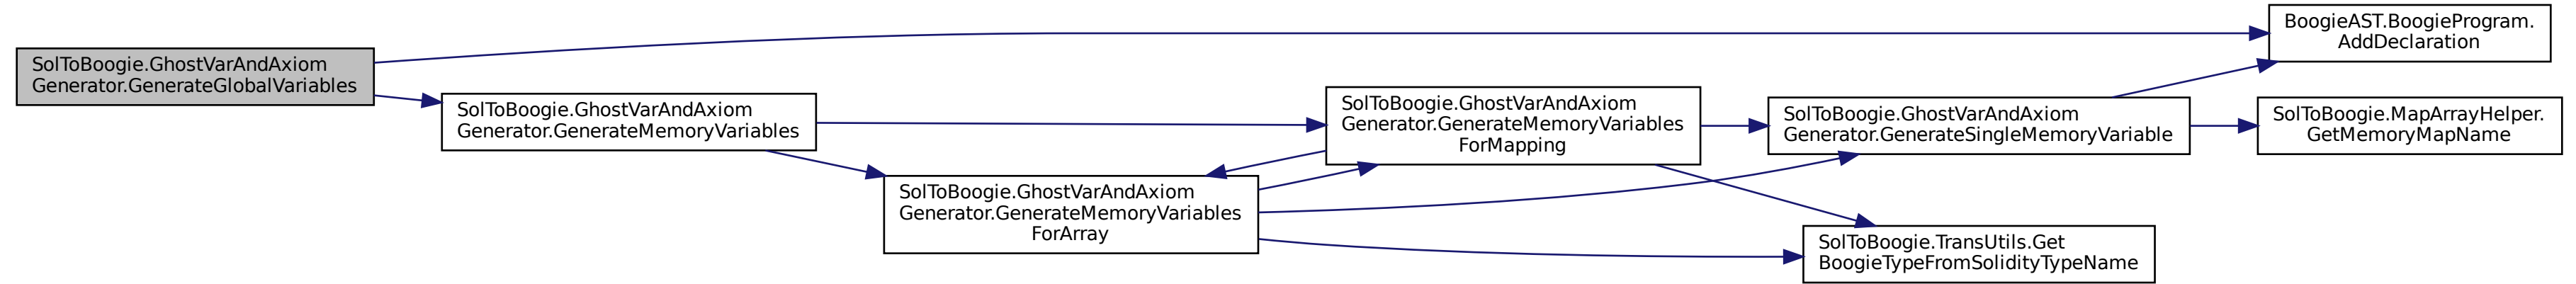 SolToBoogie.GhostVarAndAxiom
Generator.GenerateGlobalVariables
SolToBoogie.GhostVarAndAxiom
Generator.GenerateMemoryVariables
SolToBoogie.GhostVarAndAxiom
Generator.GenerateMemoryVariables
ForArray
SolToBoogie.GhostVarAndAxiom
Generator.GenerateMemoryVariables
ForMapping
SolToBoogie.GhostVarAndAxiom
Generator.GenerateSingleMemoryVariable
BoogieAST.BoogieProgram.
AddDeclaration
SolToBoogie.MapArrayHelper.
GetMemoryMapName
SolToBoogie.TransUtils.Get
BoogieTypeFromSolidityTypeName